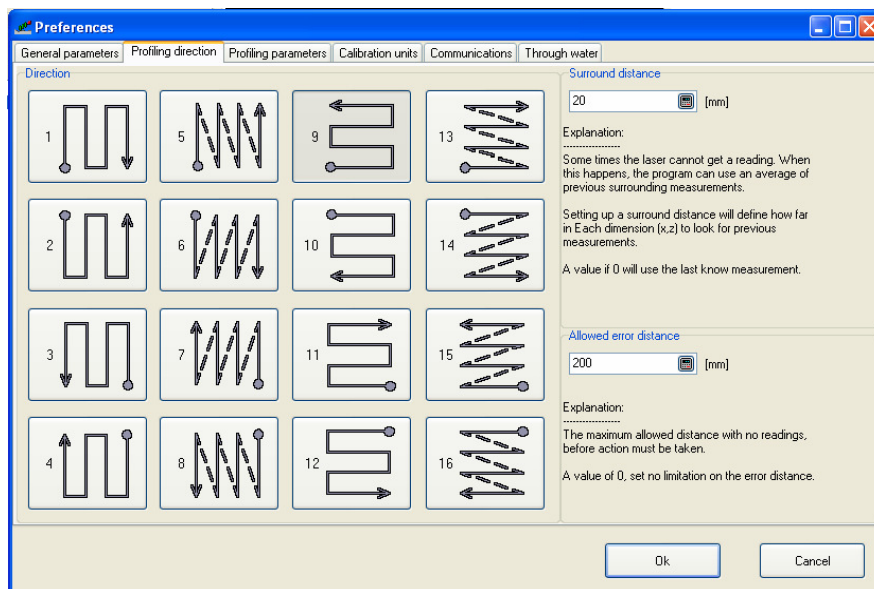 Preferences
General parameters Profiling direction Profiling parameters Calibration units Communications Through water
Direction
1 5 9 13
2 6 10 14
3 7 11 15
4 8 12 16
Surround distance
20 [mm]
Explanation:
-----------------
Some times the laser cannot get a reading. When
this happens, the program can use an average of
previous surrounding measurements.
Setting up a surround distance will define how far
in Each dimension (x,z) to look for previous
measurements.
A value if 0 will use the last know measurement.
Allowed error distance
200 [mm]
Explanation:
-----------------
The maximum allowed distance with no readings,
before action must be taken.
A value of 0, set no limitation on the error distance.
Ok Cancel